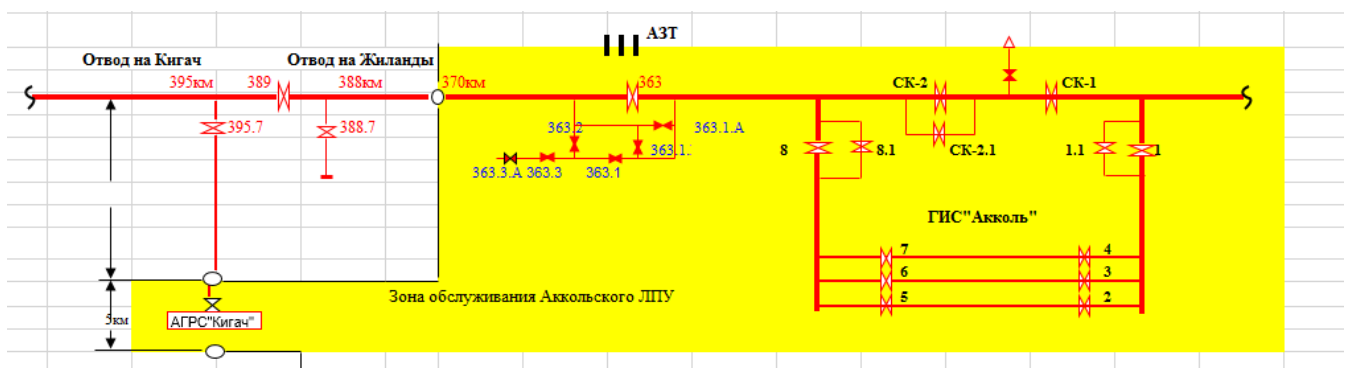 АЗТ
Отвод на Кигач
Отвод на Жиланды
395км
389
388км
370км
363
СК-2
СК-1
395.7
388.7
363.2
363.1.А
363.1.
8
8.1
СК-2.1
1.1
1
363.3.А
363.3
363.1
ГИС"Акколь"
7
4
6
3
5
2
Зона обслуживания Аккольского ЛПУ
5км
АГРС"Кигач"